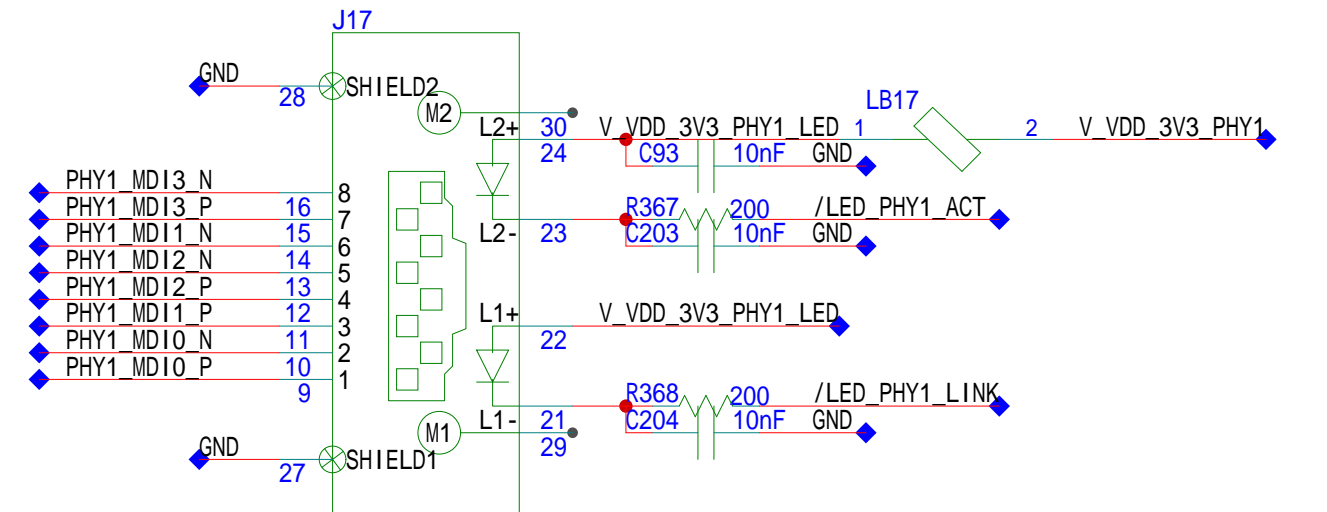 J17
GND
28
SHIELD2
M2
LB17
L2+
30
V_VDD_3V3_PHY1_LED
1
2
V_VDD_3V3_PHY1
24
C93
10nF
GND
PHY1_MDI3_N
8
16
PHY1_MDI3_P
7
R367
200
/LED_PHY1_ACT
15
PHY1_MDI1_N
6
L2-
23
C203
10nF
GND
14
PHY1_MDI2_N
5
13
PHY1_MDI2_P
4
12
PHY1_MDI1_P
3
L1+
V_VDD_3V3_PHY1_LED
22
11
PHY1_MDI0_N
2
10
PHY1_MDI0_P
1
9
R368
200
/LED_PHY1_LINK
M1
L1-
21
C204
10nF
GND
29
GND
27
SHIELD1